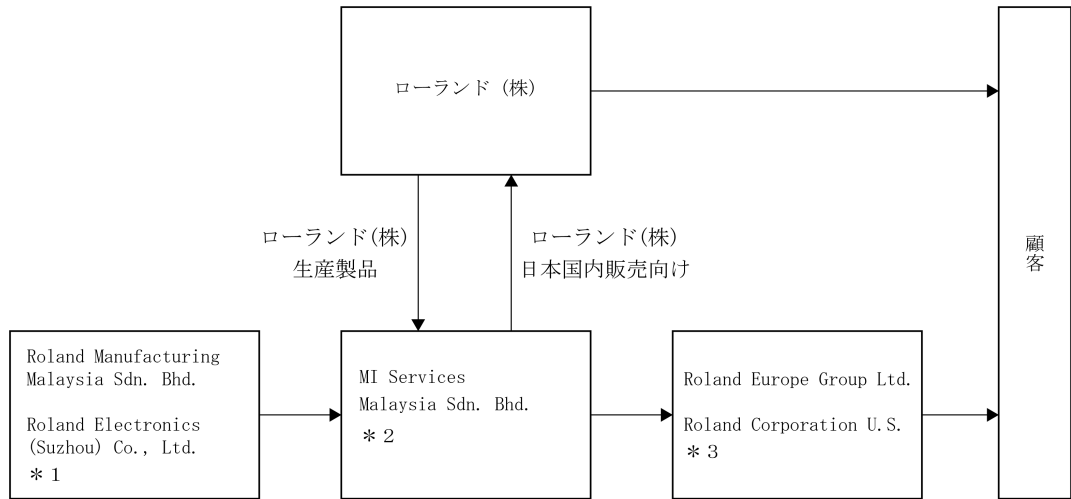 ローランド (株)
ローランド(株)
生産製品
ローランド(株)
日本国内販売向け
顧客
Roland Manufacturing
Malaysia Sdn. Bhd.
Roland Electronics
(Suzhou) Co., Ltd.
*1
MI Services
Malaysia Sdn. Bhd.
*2
Roland Europe Group Ltd.
Roland Corporation U.S.
*3